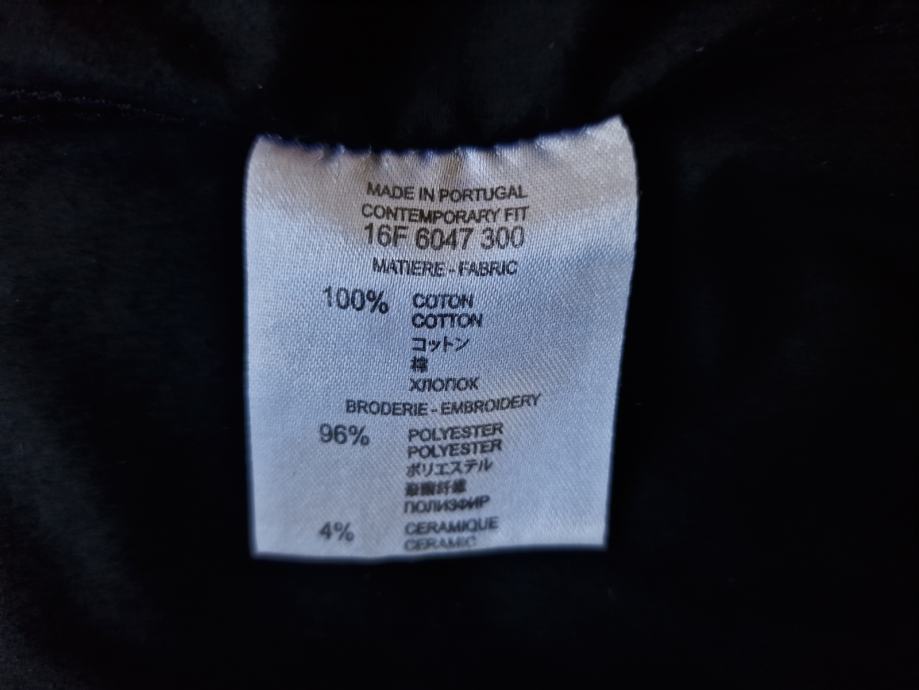 MADE IN PORTUGAL
CONTEMPORARY FIT
16F 6047 300
MATIERE - FABRIC
100% COTON
COTTON
コットン
棉
ХЛОПОК
BRODERIE - EMBROIDERY
96% POLYESTER
POLYESTER
ポリエステル
聚酯纤维
ПОЛИЭФИР
4% CERAMIQUE
CERAMIC